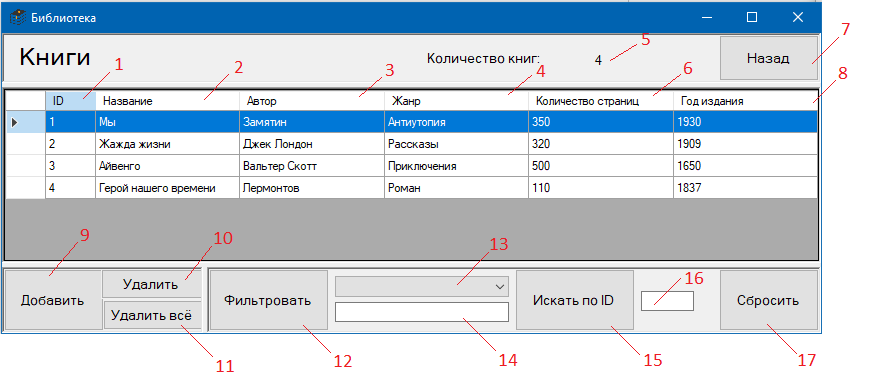 Библиотека
Книги Количество книг: 4 Назад
1 2 3 4 5 6 7 8
ID Название Автор Жанр Количество страниц Год издания
1 Мы Замятин Антиутопия 350 1930
2 Жажда жизни Джек Лондон Рассказы 320 1909
3 Айвенго Вальтер Скотт Приключения 500 1650
4 Герой нашего времени Лермонтов Роман 110 1837
9 10 13 16
Добавить Удалить Фильтровать Искать по ID Сбросить
Удалить всё
11 12 14 15 17